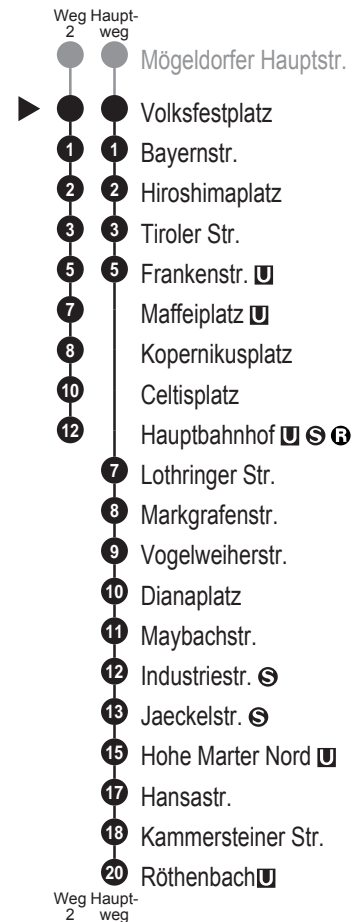 Weg Haupt-
2 weg
Mögeldorfer Hauptstr.
Volksfestplatz
1 1 Bayernstr.
2 2 Hiroshimaplatz
3 3 Tiroler Str.
5 5 Frankenstr. U
7 Maffeiplatz U
8 Kopernikusplatz
10 Celtisplatz
12 Hauptbahnhof U S R
7 Lothringer Str.
8 Markgrafenstr.
9 Vogelweiherstr.
10 Dianaplatz
11 Maybachstr.
12 Industriestr. S
13 Jaeckelstr. S
15 Hohe Marter Nord U
17 Hansastr.
18 Kammersteiner Str.
20 Röthenbach U
Weg Haupt-
2 weg